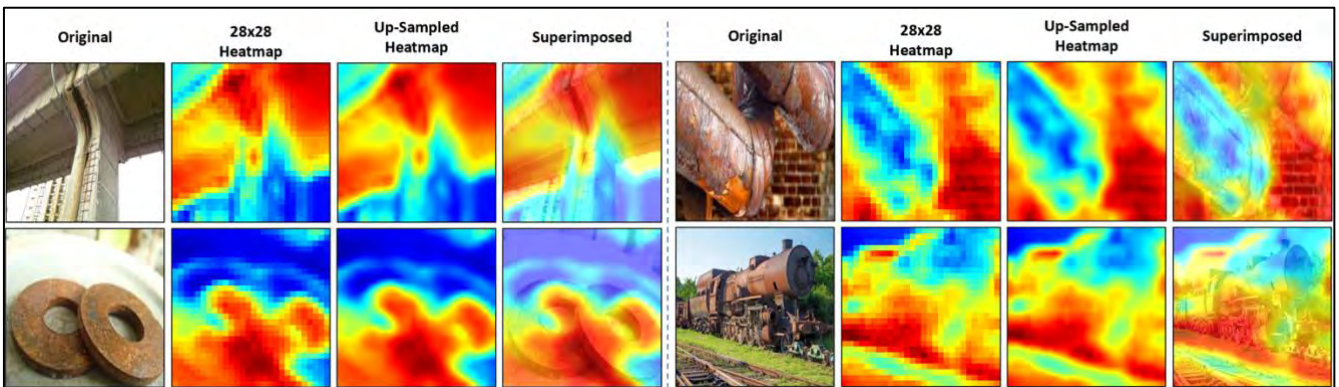 Original
28x28
Heatmap
Up-Sampled
Heatmap
Superimposed
Original
28x28
Heatmap
Up-Sampled
Heatmap
Superimposed